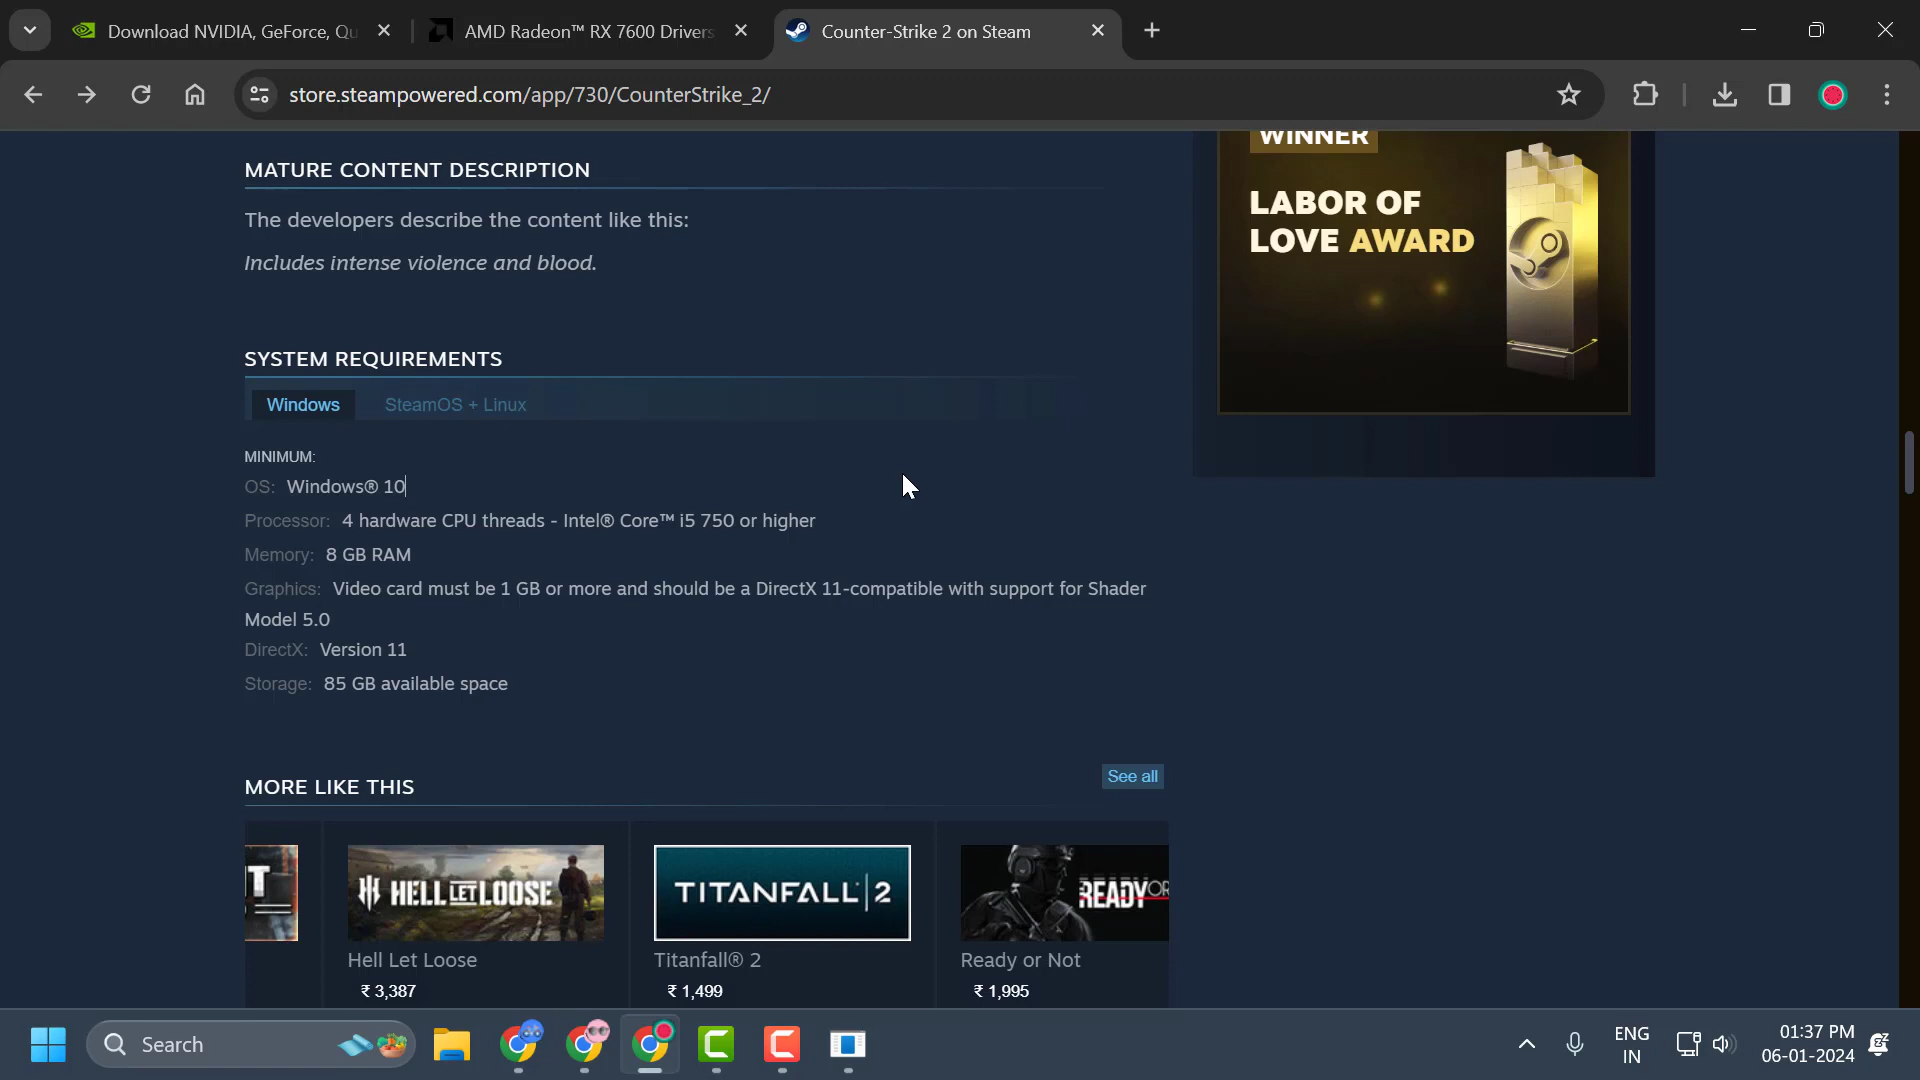 Download NVIDIA, GeForce, Qu
AMD Radeon™ RX 7600 Drivers
Counter-Strike 2 on Steam
store.steampowered.com/app/730/CounterStrike_2/
WINNER
LABOR OF
LOVE AWARD
MATURE CONTENT DESCRIPTION
The developers describe the content like this:
Includes intense violence and blood.
SYSTEM REQUIREMENTS
Windows
SteamOS + Linux
MINIMUM:
OS: Windows® 10
Processor: 4 hardware CPU threads - Intel® Core™ i5 750 or higher
Memory: 8 GB RAM
Graphics: Video card must be 1 GB or more and should be a DirectX 11-compatible with support for Shader
Model 5.0
DirectX: Version 11
Storage: 85 GB available space
MORE LIKE THIS
See all
HELL LET LOOSE
TITANFALL 2
READY OR
Hell Let Loose
Titanfall® 2
Ready or Not
₹ 3,387
₹ 1,499
₹ 1,995
Search
ENG
IN
01:37 PM
06-01-2024